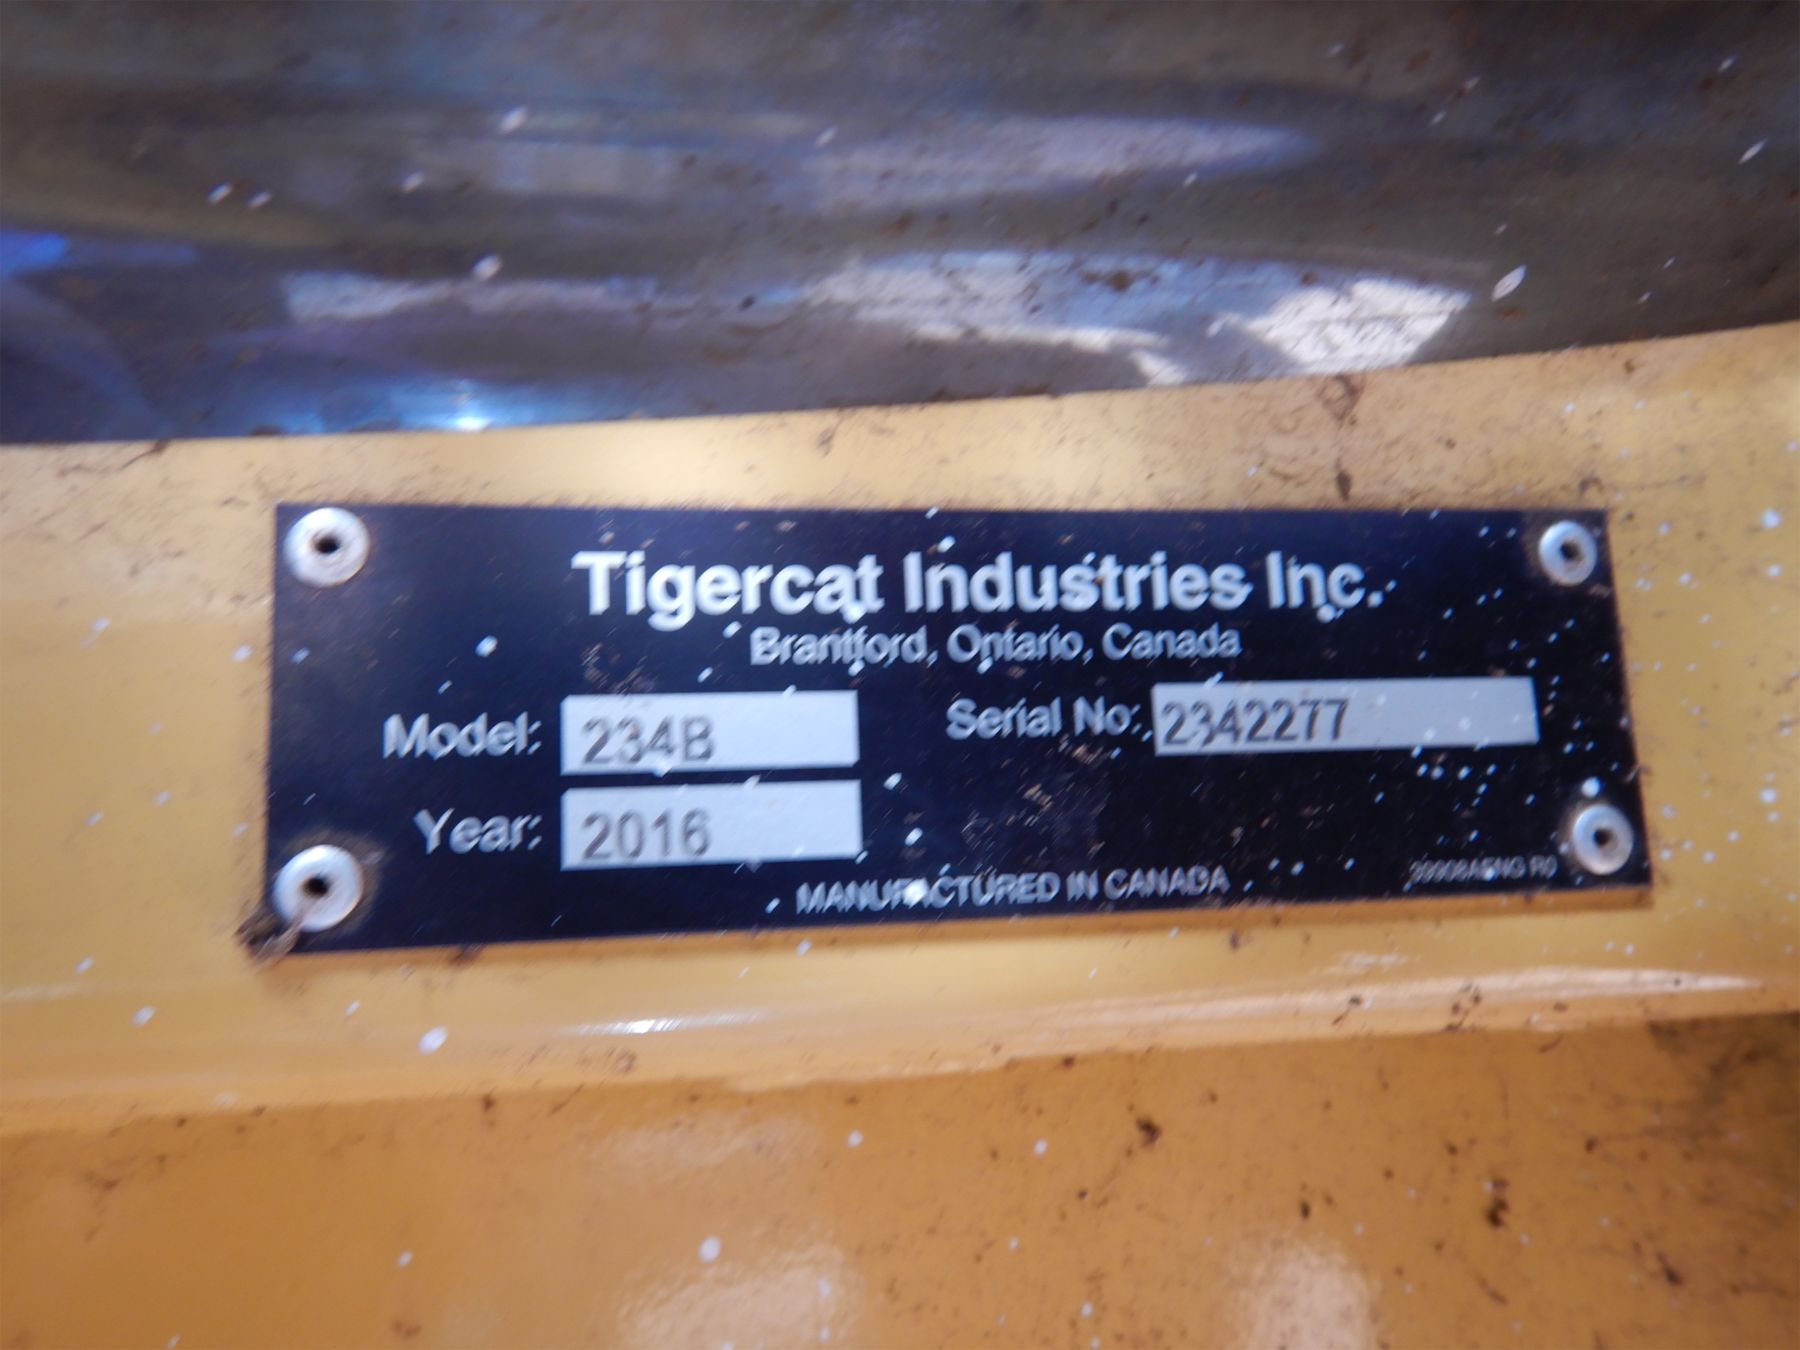 Tigercat Industries Inc.
Brantford, Ontario, Canada
Model: 234B Serial No: 2342277
Year: 2016
MANUFACTURED IN CANADA